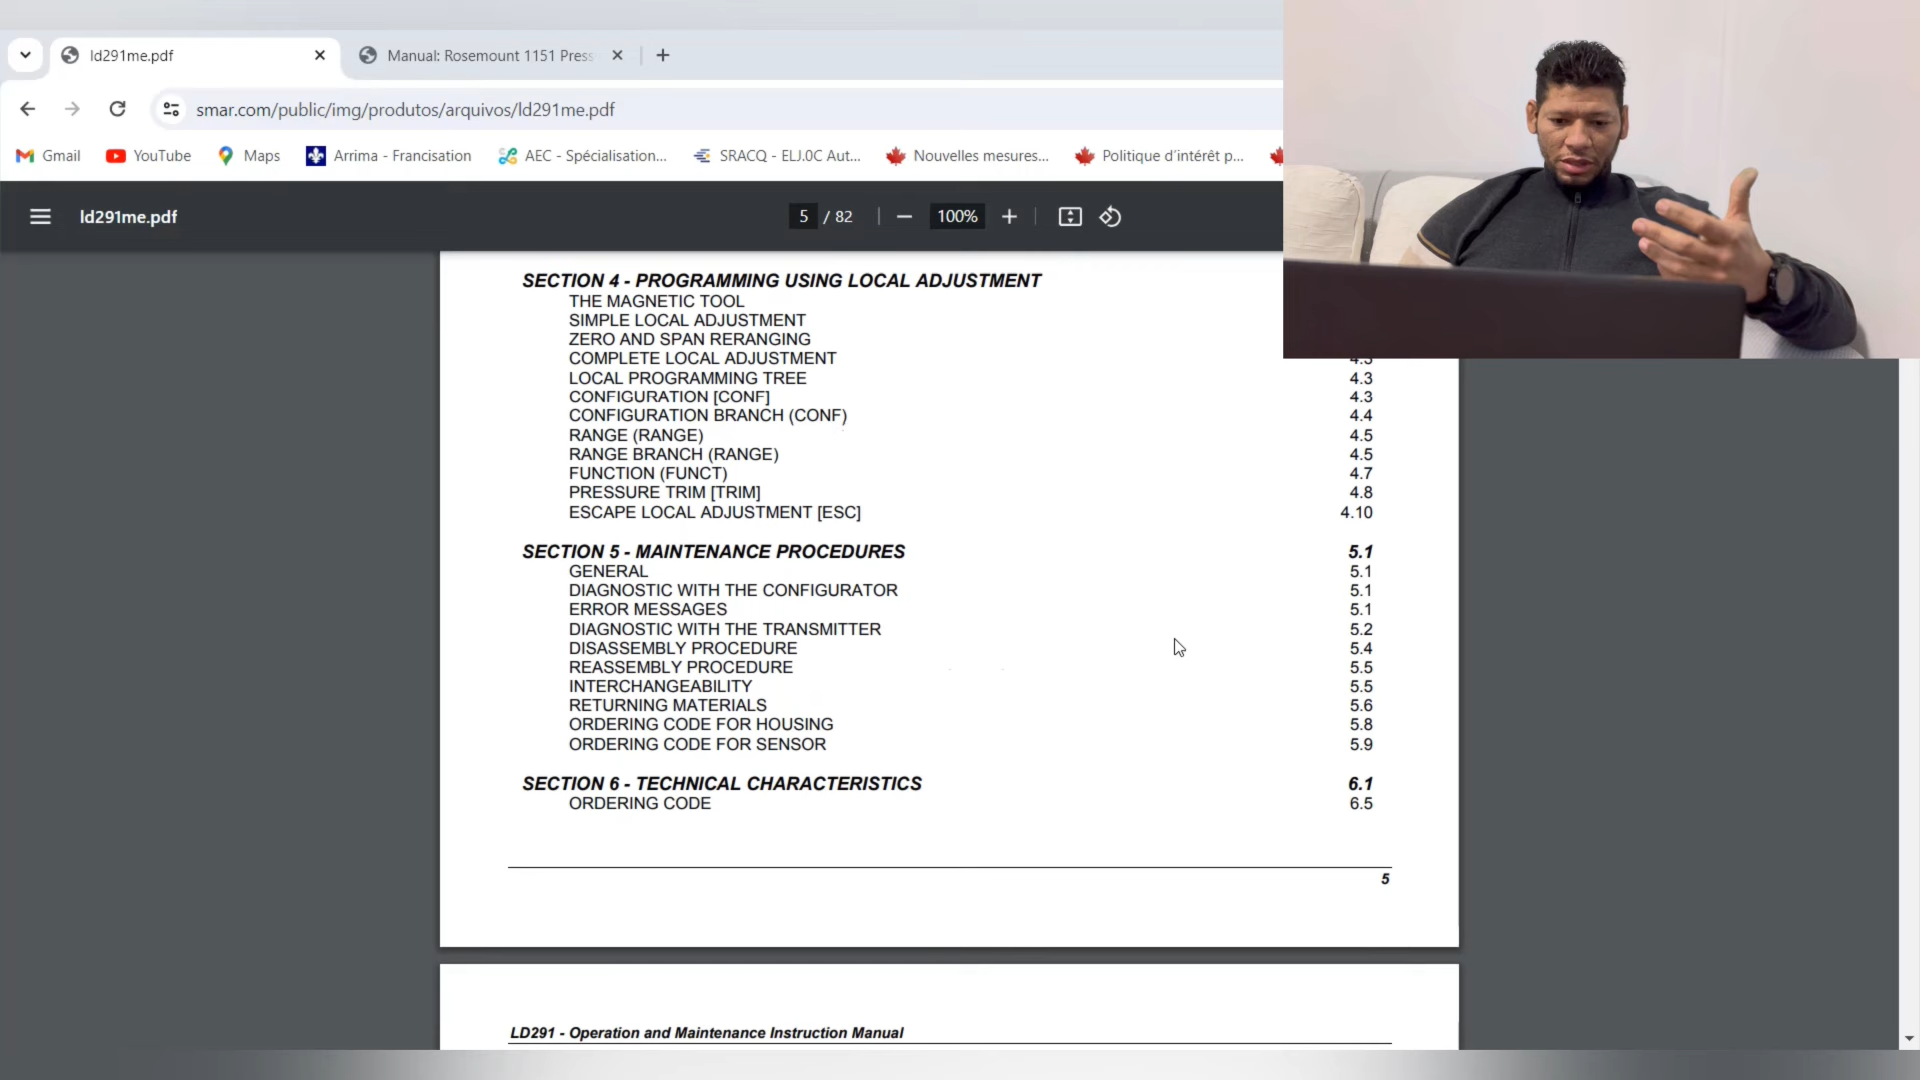 ld291me.pdf
Manual: Rosemount 1151 Press
smar.com/public/img/produtos/arquivos/ld291me.pdf
Gmail
YouTube
Maps
Arrima - Francisation
AEC - Spécialisation...
SRACQ - ELJ.0C Aut...
Nouvelles mesures...
Politique d'intérêt p...
ld291me.pdf
5 / 82
100%
SECTION 4 - PROGRAMMING USING LOCAL ADJUSTMENT
THE MAGNETIC TOOL
SIMPLE LOCAL ADJUSTMENT
ZERO AND SPAN RERANGING
COMPLETE LOCAL ADJUSTMENT
LOCAL PROGRAMMING TREE 4.3
CONFIGURATION [CONF] 4.3
CONFIGURATION BRANCH (CONF) 4.4
RANGE (RANGE) 4.5
RANGE BRANCH (RANGE) 4.5
FUNCTION (FUNCT) 4.7
PRESSURE TRIM [TRIM] 4.8
ESCAPE LOCAL ADJUSTMENT [ESC] 4.10
SECTION 5 - MAINTENANCE PROCEDURES 5.1
GENERAL 5.1
DIAGNOSTIC WITH THE CONFIGURATOR 5.1
ERROR MESSAGES 5.1
DIAGNOSTIC WITH THE TRANSMITTER 5.2
DISASSEMBLY PROCEDURE 5.4
REASSEMBLY PROCEDURE 5.5
INTERCHANGEABILITY 5.5
RETURNING MATERIALS 5.6
ORDERING CODE FOR HOUSING 5.8
ORDERING CODE FOR SENSOR 5.9
SECTION 6 - TECHNICAL CHARACTERISTICS 6.1
ORDERING CODE 6.5
5
LD291 - Operation and Maintenance Instruction Manual